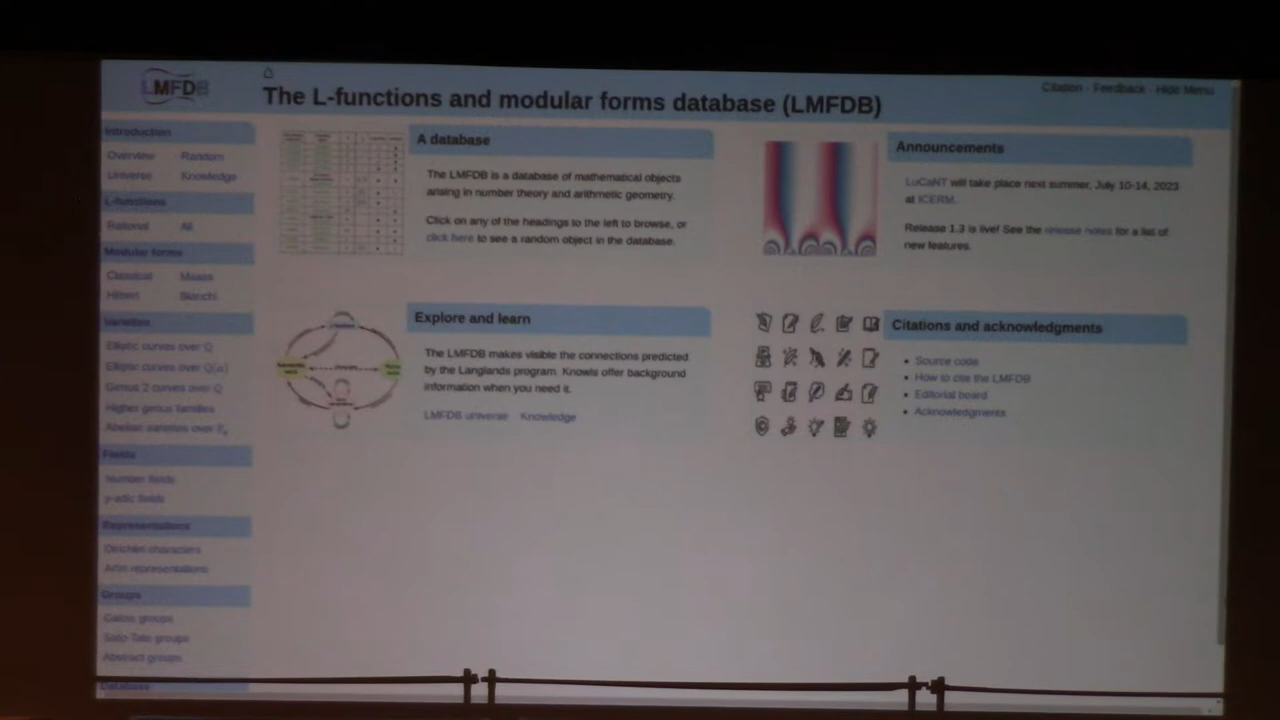 LMFDB
The L-functions and modular forms database (LMFDB)
Citation · Feedback · Hide Menu
Introduction
Overview Random
Universe Knowledge
L-functions
Rational All
Modular forms
Classical Maass
Hilbert Bianchi
Varieties
Elliptic curves over Q
Elliptic curves over Q(α)
Genus 2 curves over Q
Higher genus families
Abelian varieties over F_q
Fields
Number fields
p-adic fields
Representations
Dirichlet characters
Artin representations
Groups
Galois groups
Sato-Tate groups
Abstract groups
Database
A database
The LMFDB is a database of mathematical objects
arising in number theory and arithmetic geometry.
Click on any of the headings to the left to browse, or
click here to see a random object in the database.
Announcements
LuCaNT will take place next summer, July 10-14, 2023
at ICERM.
Release 1.3 is live! See the release notes for a list of
new features.
Explore and learn
The LMFDB makes visible the connections predicted
by the Langlands program. Knowls offer background
information when you need it.
LMFDB universe Knowledge
Citations and acknowledgments
• Source code
• How to cite the LMFDB
• Editorial board
• Acknowledgments